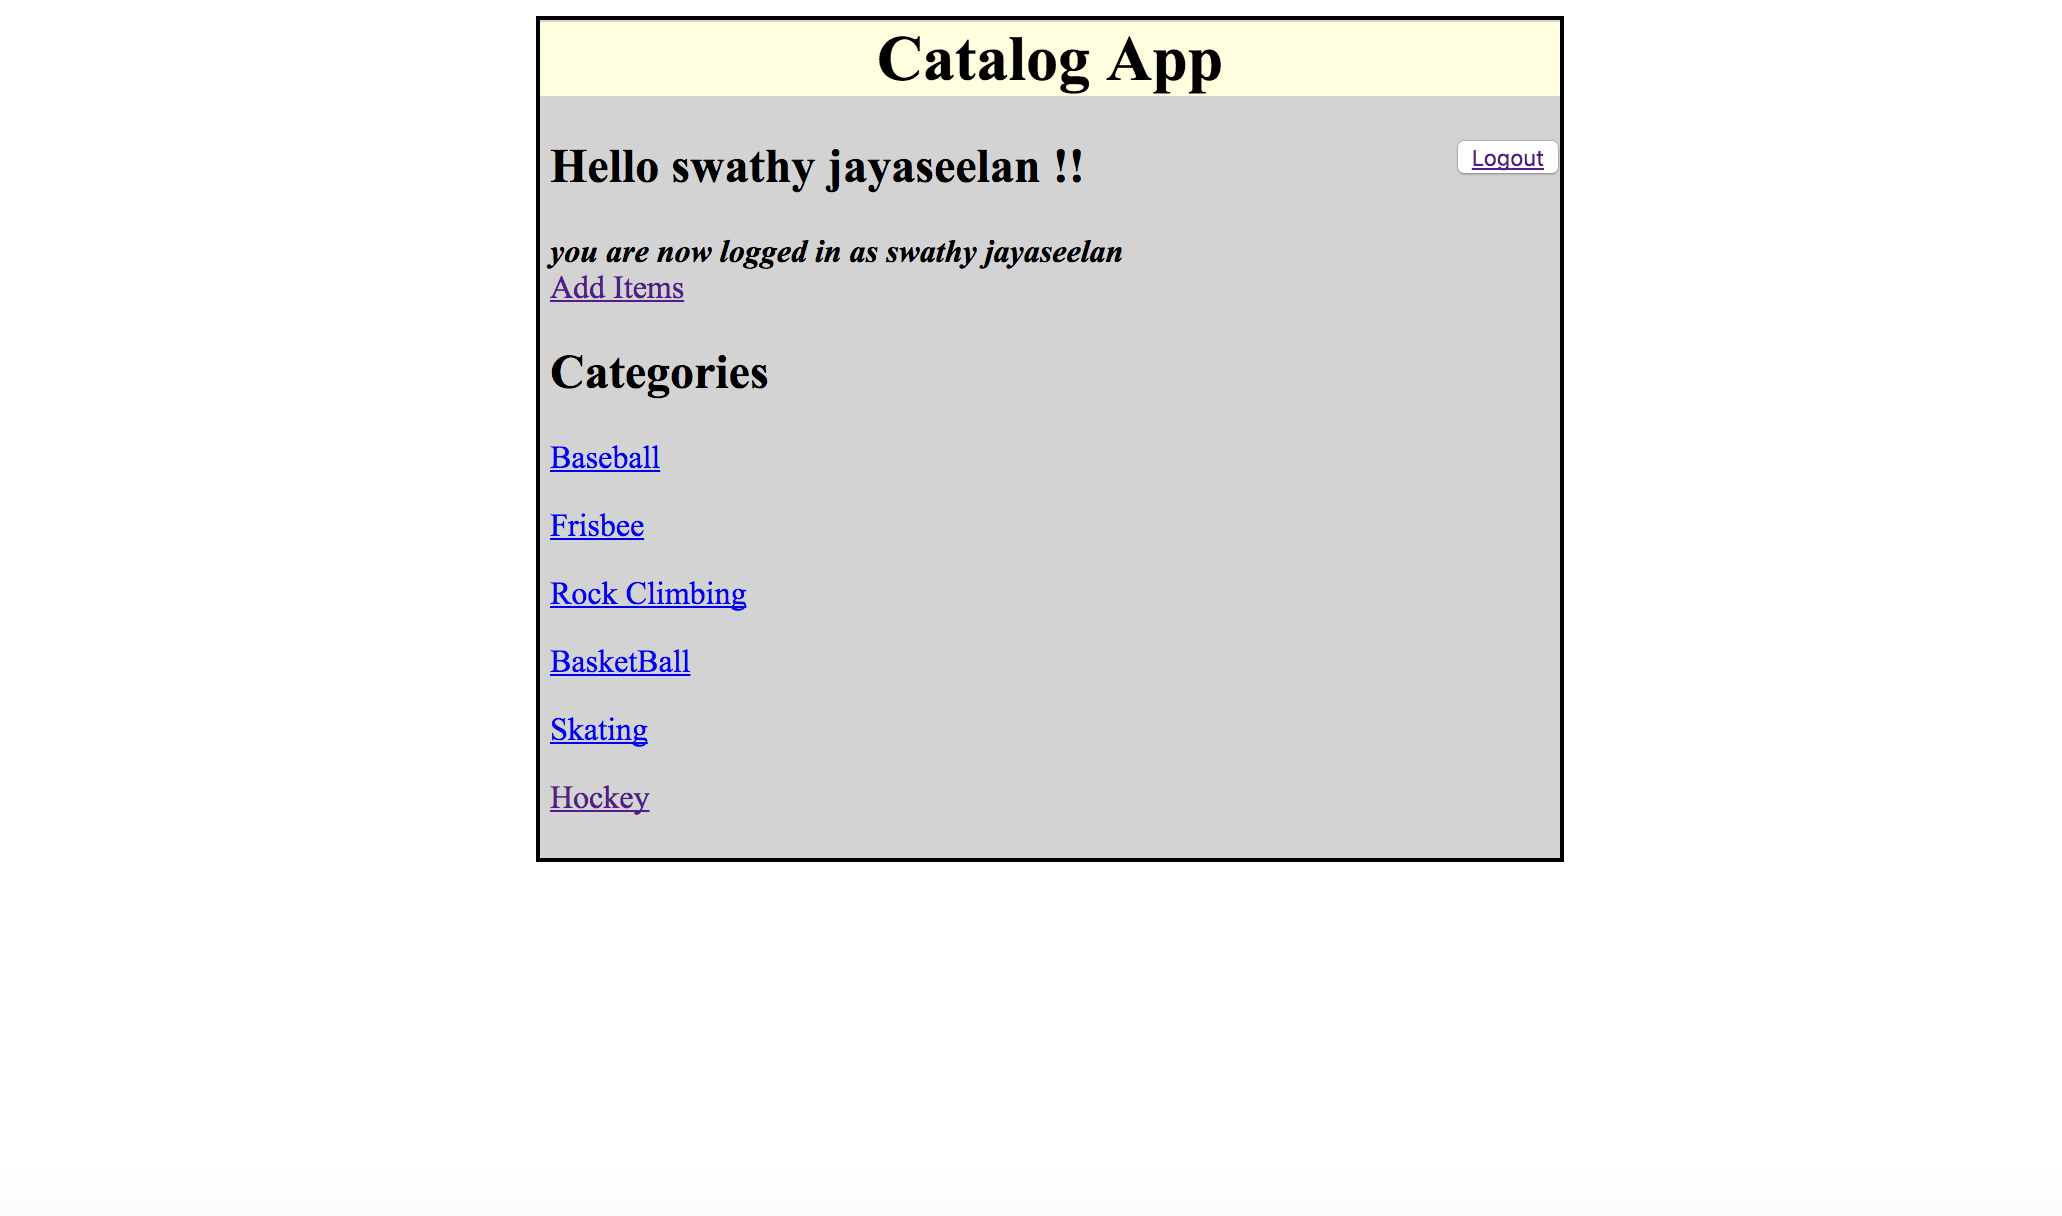 Catalog App
Hello swathy jayaseelan !!
Logout
you are now logged in as swathy jayaseelan
Add Items
Categories
Baseball
Frisbee
Rock Climbing
BasketBall
Skating
Hockey